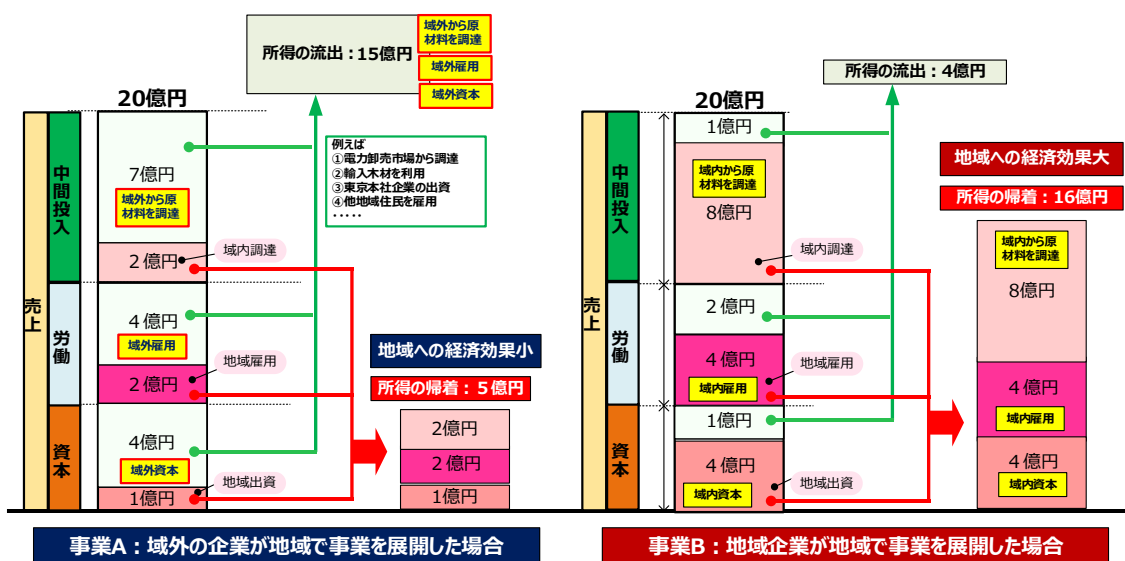 所得の流出：15億円
域外から原
材料を調達
域外雇用
域外資本
20億円
売上
中間投入
労働
資本
7億円
域外から原
材料を調達
2億円
域内調達
4億円
域外雇用
2億円
地域雇用
4億円
域外資本
1億円
地域出資
例えば
①電力卸売市場から調達
②輸入木材を利用
③東京本社企業の出資
④他地域住民を雇用
・・・・・
地域への経済効果小
所得の帰着：５億円
2億円
2億円
1億円
事業A：域外の企業が地域で事業を展開した場合
所得の流出：4億円
20億円
売上
中間投入
労働
資本
1億円
域内から原
材料を調達
8億円
域内調達
2億円
4億円
域内雇用
地域雇用
1億円
4億円
域内資本
地域出資
地域への経済効果大
所得の帰着：16億円
域内から原
材料を調達
8億円
4億円
域内雇用
4億円
域内資本
事業B：地域企業が地域で事業を展開した場合